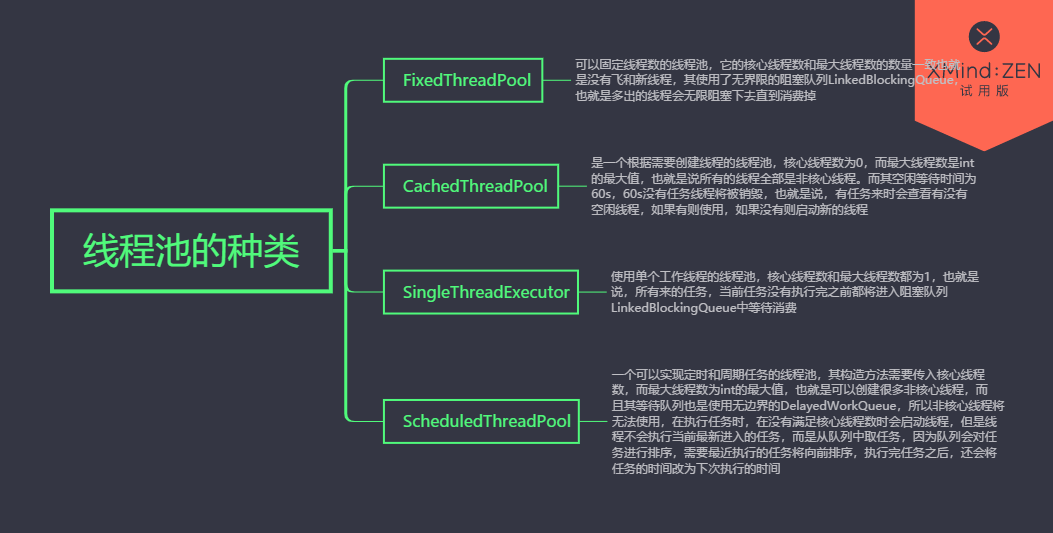 线程池的种类
FixedThreadPool
可以固定线程数的线程池，它的核心线程数和最大线程数的数量一致也就
是没有飞和新线程，其使用了无界限的阻塞队列LinkedBlockingQueue，
也就是多出的线程会无限阻塞下去直到消费掉
CachedThreadPool
是一个根据需要创建线程的线程池，核心线程数为0，而最大线程数是int
的最大值，也就是说所有的线程全部是非核心线程。而其空闲等待时间为
60s，60s没有任务线程将被销毁，也就是说，有任务来时会查看有没有
空闲线程，如果有则使用，如果没有则启动新的线程
SingleThreadExecutor
使用单个工作线程的线程池，核心线程数和最大线程数都为1，也就是
说，所有来的任务，当前任务没有执行完之前都将进入阻塞队列
LinkedBlockingQueue中等待消费
ScheduledThreadPool
一个可以实现定时和周期任务的线程池，其构造方法需要传入核心线程
数，而最大线程数为int的最大值，也就是可以创建很多非核心线程，而
且其等待队列也是使用无边界的DelayedWorkQueue，所以非核心线程将
无法使用，在执行任务时，在没有满足核心线程数时会启动线程，但是线
程不会执行当前最新进入的任务，而是从队列中取任务，因为队列会对任
务进行排序，需要最近执行的任务将向前排序，执行完任务之后，还会将
任务的时间改为下次执行的时间
XMind:ZEN
试用版